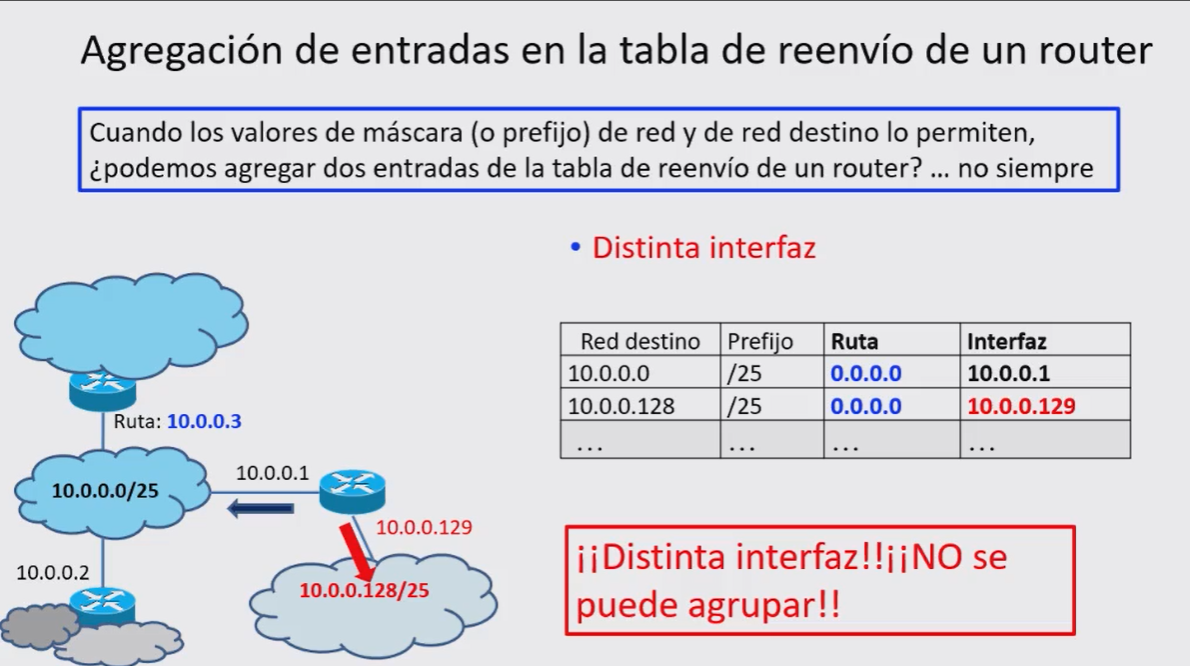 Agregación de entradas en la tabla de reenvío de un router
Cuando los valores de máscara (o prefijo) de red y de red destino lo permiten,
¿podemos agregar dos entradas de la tabla de reenvío de un router? ... no siempre
• Distinta interfaz
Red destino Prefijo Ruta Interfaz
10.0.0.0 /25 0.0.0.0 10.0.0.1
10.0.0.128 /25 0.0.0.0 10.0.0.129
... ... ... ...
Ruta: 10.0.0.3
10.0.0.1
10.0.0.0/25
10.0.0.129
10.0.0.2
10.0.0.128/25
¡¡Distinta interfaz!!¡¡NO se
puede agrupar!!